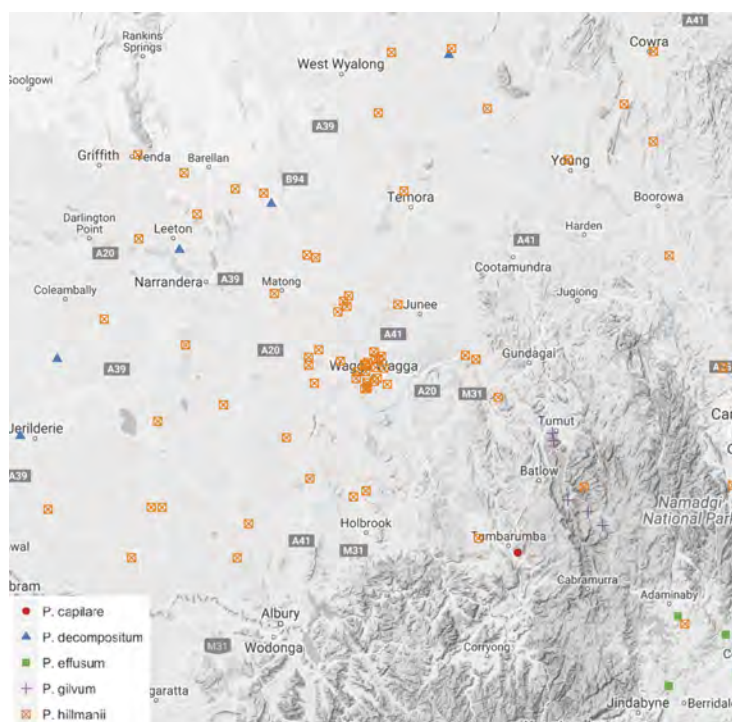 Rankins
Springs
A41
Cowra
West Wyalong
Goolgowi
A39
Griffith
Yenda
Barellan
Young
B94
Temora
Boorowa
Darlington
Point
Leeton
Harden
A20
A41
Cootamundra
Narrandera
A39
Matong
Coleambally
Jugiong
Junee
A41
A20
Gundagai
Wagga Wagga
A39
A20
M31
Tumut
Jerilderie
Batlow
A39
Namadgi
National Park
Holbrook
A41
M31
Tumbarumba
Cabramurra
bram
Adaminaby
P. capilare
Albury
P. decompositum
M31
Wodonga
Corryong
P. effusum
P. gilvum
garatta
P. hillmanii
Jindabyne
Berridale